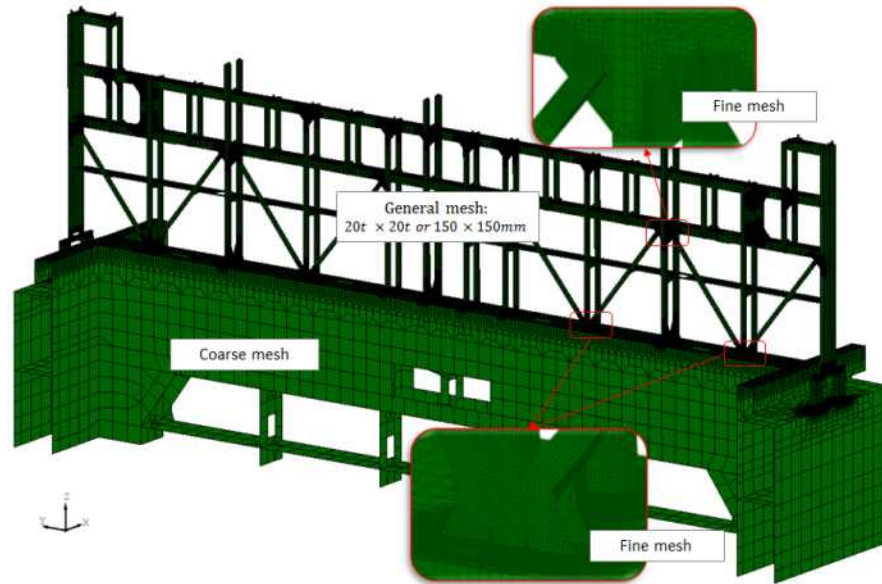 Fine mesh
General mesh:
20t × 20t or 150 × 150mm
Coarse mesh
Fine mesh
Z
Y
X